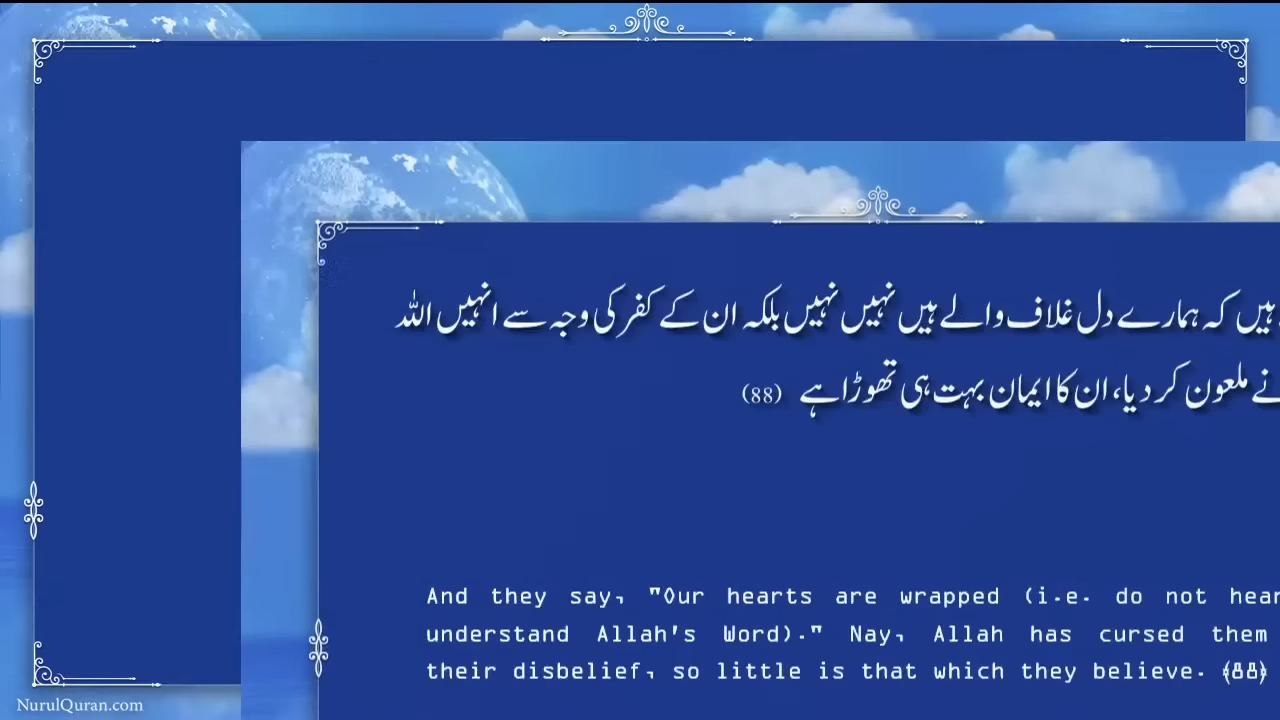 ہیں کہ ہمارے دل غلاف والے ہیں نہیں نہیں بلکہ ان کے کفر کی وجہ سے انہیں اللہ
نے ملعون کردیا، ان کا ایمان بہت ہی تھوڑا ہے (88)
And they say, "Our hearts are wrapped (i.e. do not hear
understand Allah's Word)." Nay, Allah has cursed them
their disbelief, so little is that which they believe. (88)
NurulQuran.com